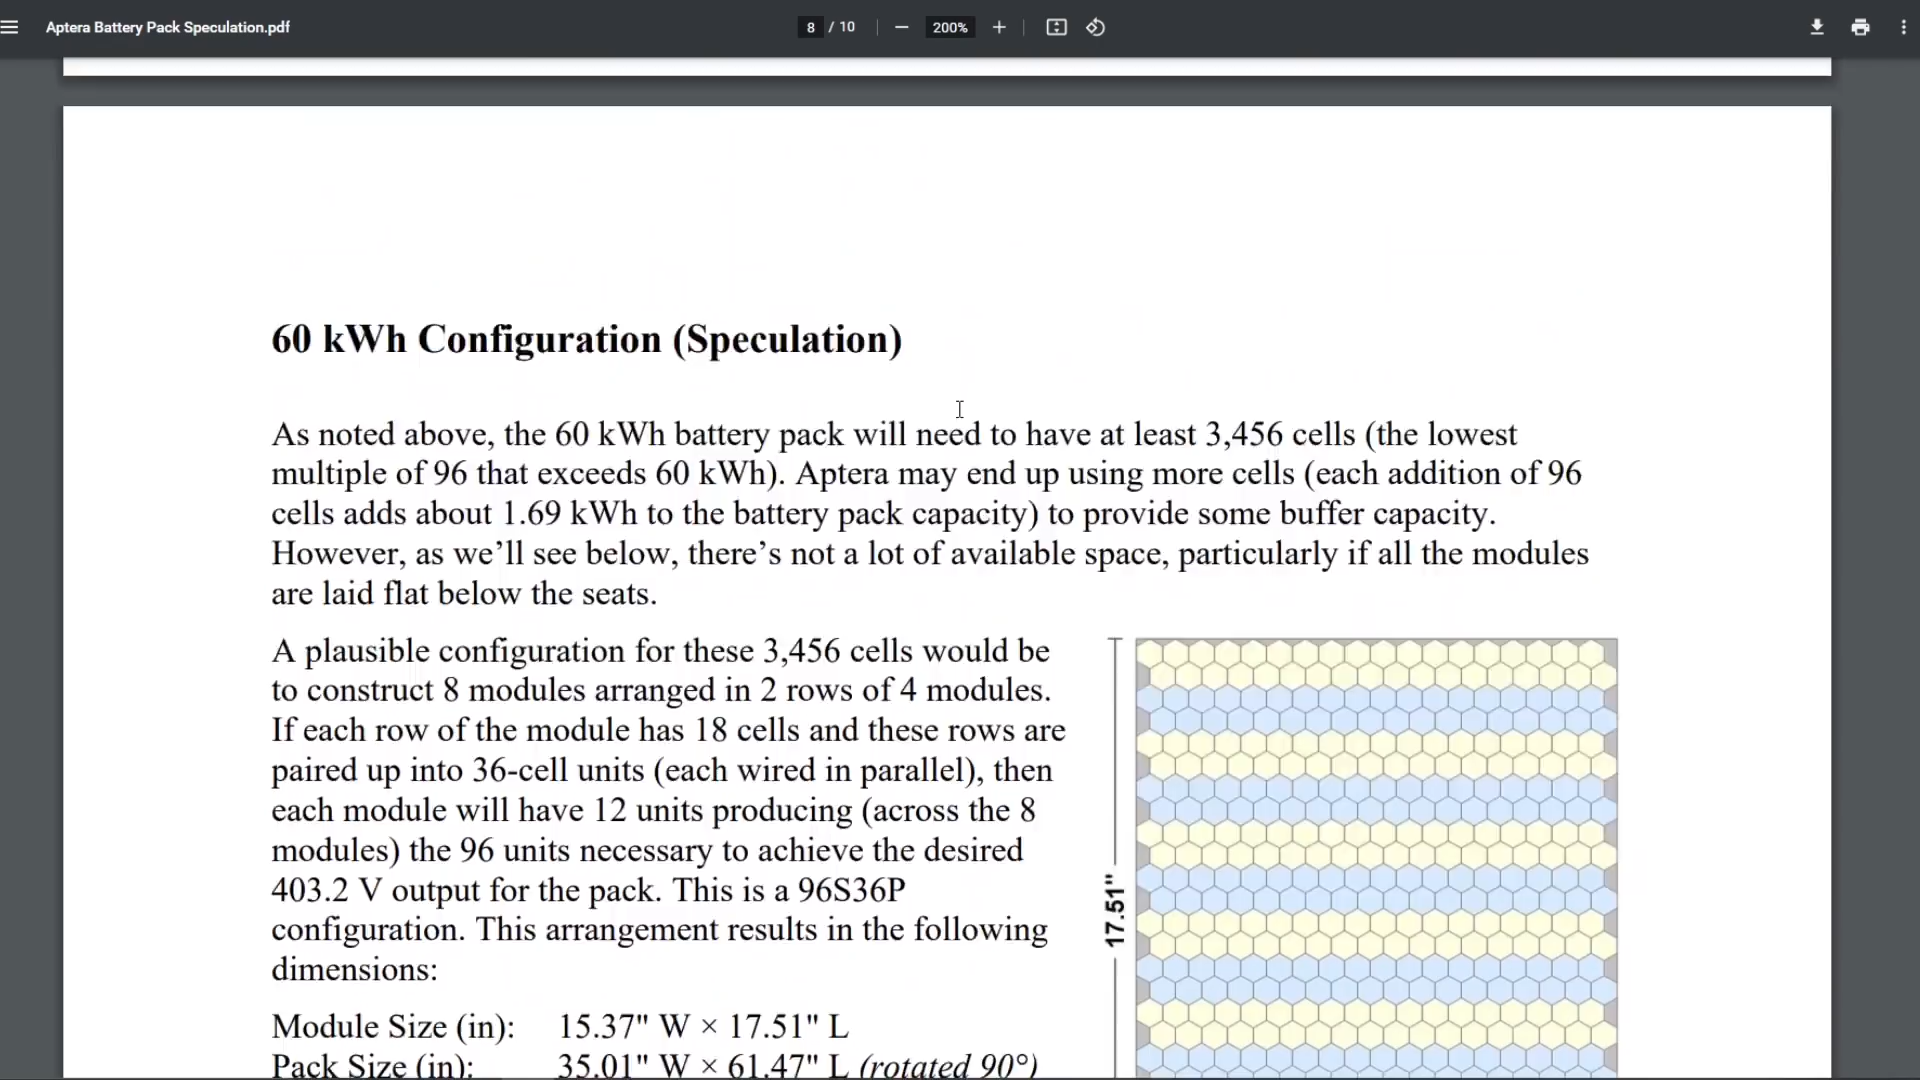 Aptera Battery Pack Speculation.pdf
8 / 10
200%
60 kWh Configuration (Speculation)
As noted above, the 60 kWh battery pack will need to have at least 3,456 cells (the lowest
multiple of 96 that exceeds 60 kWh). Aptera may end up using more cells (each addition of 96
cells adds about 1.69 kWh to the battery pack capacity) to provide some buffer capacity.
However, as we’ll see below, there’s not a lot of available space, particularly if all the modules
are laid flat below the seats.
A plausible configuration for these 3,456 cells would be
to construct 8 modules arranged in 2 rows of 4 modules.
If each row of the module has 18 cells and these rows are
paired up into 36-cell units (each wired in parallel), then
each module will have 12 units producing (across the 8
modules) the 96 units necessary to achieve the desired
403.2 V output for the pack. This is a 96S36P
configuration. This arrangement results in the following
dimensions:
Module Size (in): 15.37" W × 17.51" L
Pack Size (in): 35.01" W × 61.47" L (rotated 90°)
17.51"